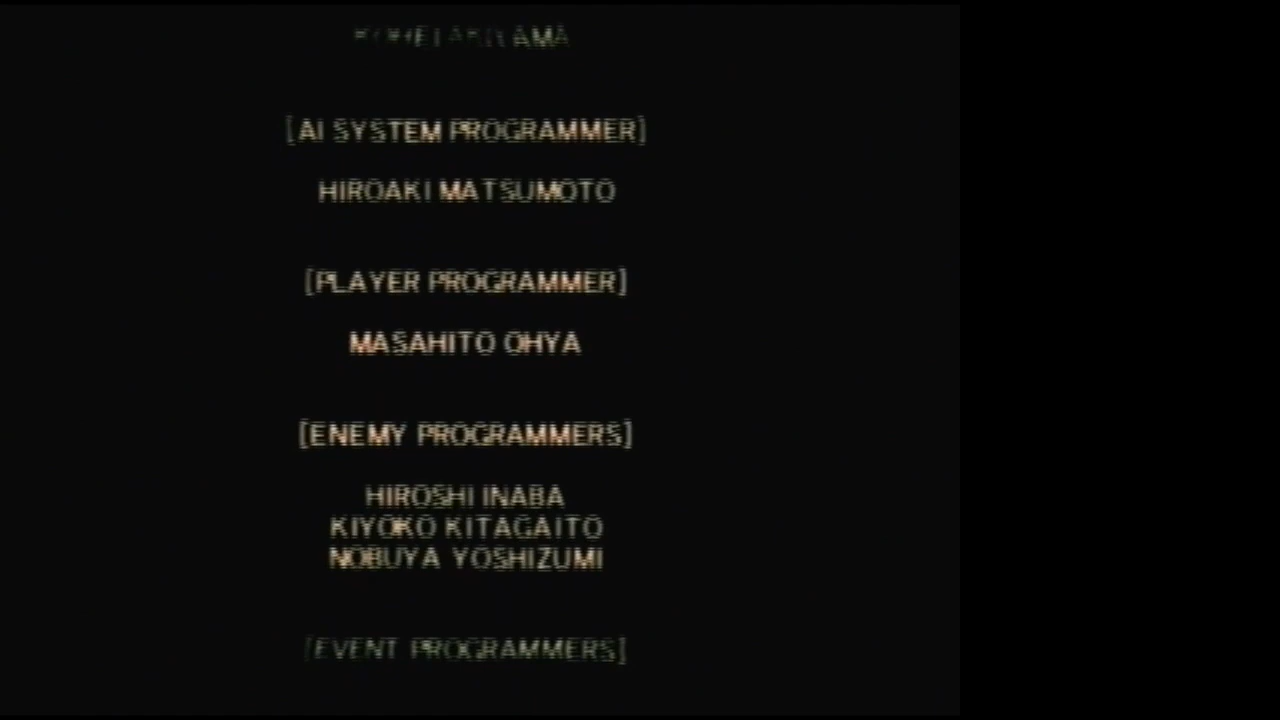 [AI SYSTEM PROGRAMMER]
HIROAKI MATSUMOTO
[PLAYER PROGRAMMER]
MASAHITO OHYA
[ENEMY PROGRAMMERS]
HIROSHI INABA
KIYOKO KITAGAITO
NOBUYA YOSHIZUMI
[EVENT PROGRAMMERS]